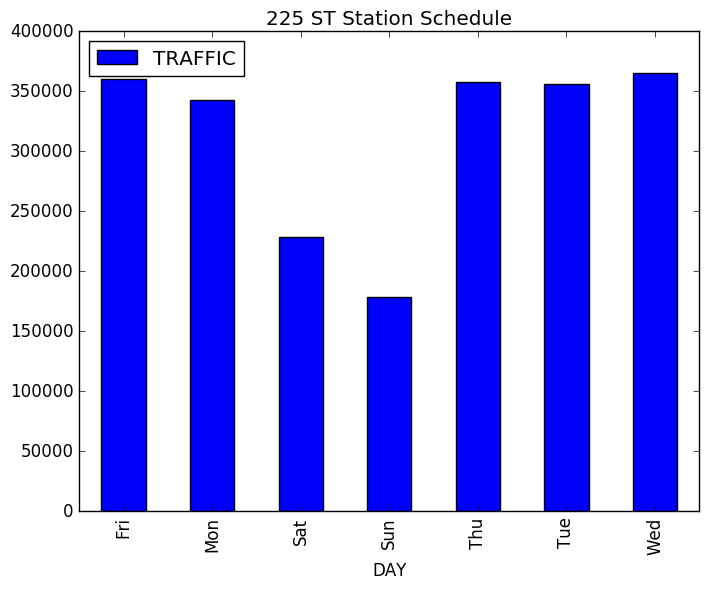 225 ST Station Schedule
TRAFFIC
400000
350000
300000
250000
200000
150000
100000
50000
0
Fri
Mon
Sat
Sun
Thu
Tue
Wed
DAY